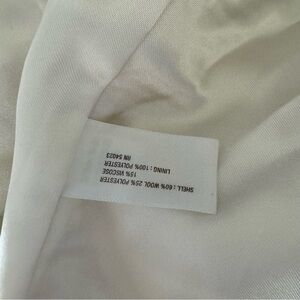 SHELL : 60% WOOL 25% POLYESTER
15% VISCOSE
LINING : 100% POLYESTER
RN 54023